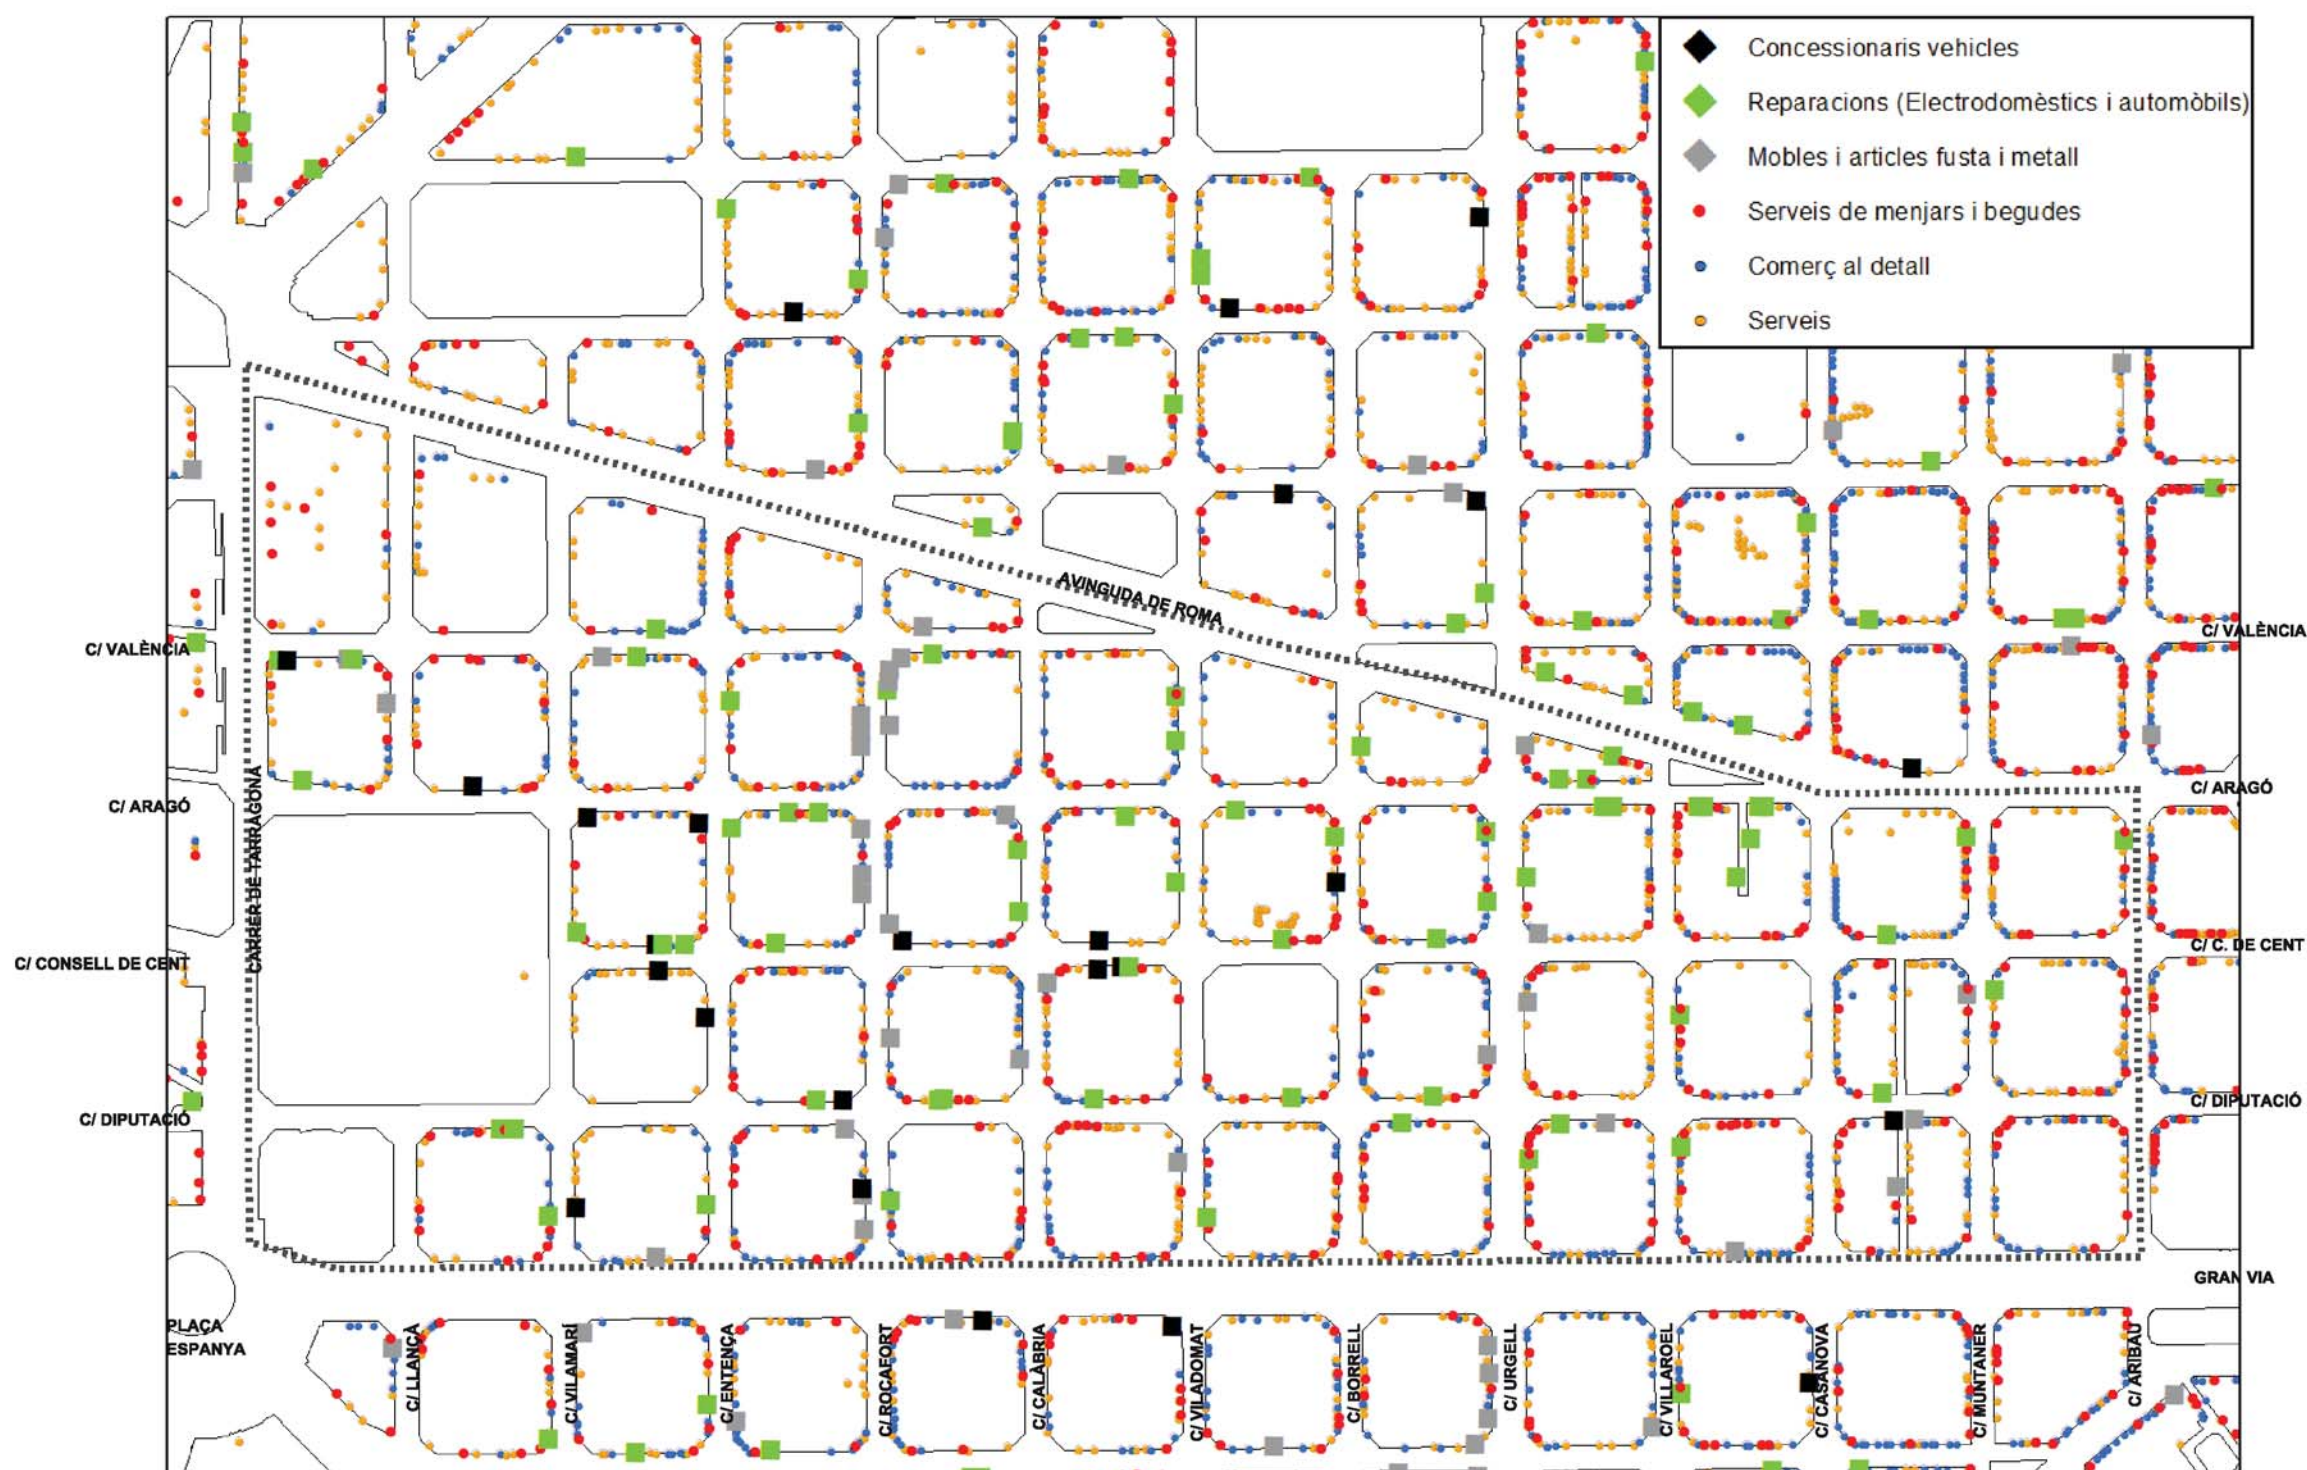 Concessionaris vehicles
Reparacions (Electrodomèstics i automòbils)
Mobles i articles fusta i metall
Serveis de menjars i begudes
Comerç al detall
Serveis
AVINGUDA DE ROMA
C/ VALÈNCIA
C/ VALÈNCIA
CARRER DE TARRAGONA
C/ ARAGÓ
C/ ARAGÓ
C/ CONSELL DE CENT
C/ C. DE CENT
C/ DIPUTACIÓ
C/ DIPUTACIÓ
GRAN VIA
PLAÇA
ESPANYA
C/ LLANÇÀ
C/ VILAMARÍ
C/ ENTENÇA
C/ ROCAFORT
C/ CALÀBRIA
C/ VILADOMAT
C/ BORRELL
C/ URGELL
C/ VILLAROEL
C/ CASANOVA
C/ MUNTANER
C/ ARIBAU